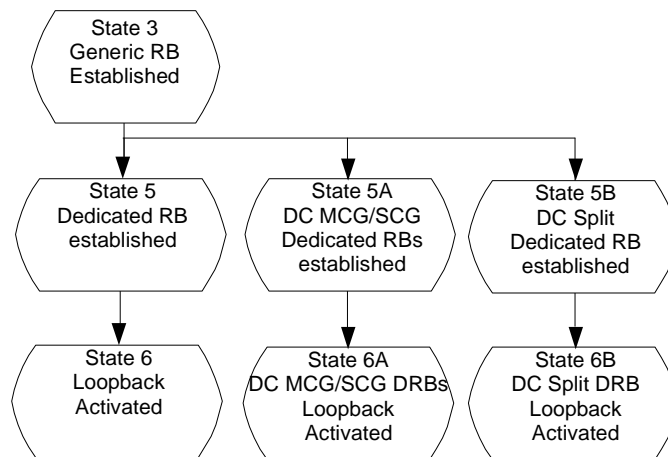 State 3
Generic RB
Established
State 5
Dedicated RB
established
State 5A
DC MCG/SCG
Dedicated RBs
established
State 5B
DC Split
Dedicated RB
established
State 6
Loopback
Activated
State 6A
DC MCG/SCG DRBs
Loopback
Activated
State 6B
DC Split DRB
Loopback
Activated